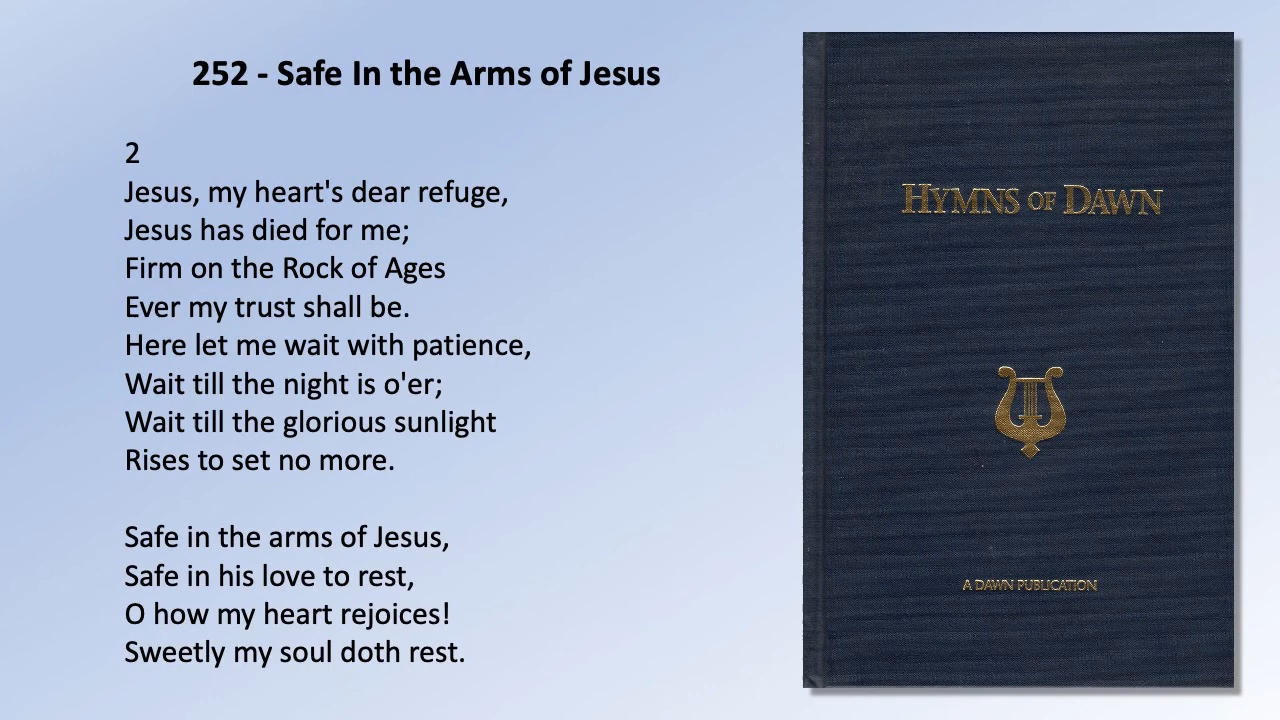 252 - Safe In the Arms of Jesus
2
Jesus, my heart's dear refuge,
Jesus has died for me;
Firm on the Rock of Ages
Ever my trust shall be.
Here let me wait with patience,
Wait till the night is o'er;
Wait till the glorious sunlight
Rises to set no more.
Safe in the arms of Jesus,
Safe in his love to rest,
O how my heart rejoices!
Sweetly my soul doth rest.
HYMNS OF DAWN
A DAWN PUBLICATION